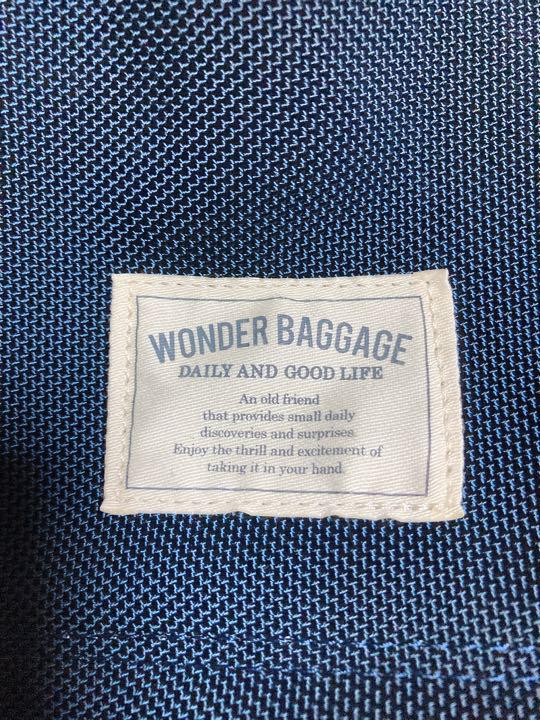 WONDER BAGGAGE
DAILY AND GOOD LIFE
An old friend
that provides small daily
discoveries and surprises.
Enjoy the thrill and excitement of
taking it in your hand.